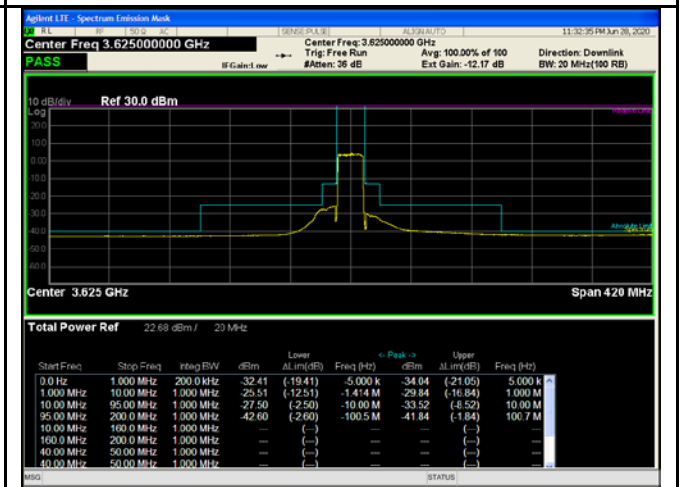 Agilent LTE - Spectrum Emission Mask
RL RF 50 Ω AC SENSE:PULSE ALIGN AUTO 11:32:35 PM Jun 28, 2020
Center Freq 3.625000000 GHz Center Freq: 3.625000000 GHz
Trig: Free Run Avg: 100.00% of 100 Direction: Downlink
PASS IFGain:Low #Atten: 36 dB Ext Gain: -12.17 dB BW: 20 MHz(100 RB)
10 dB/div Ref 30.0 dBm
Log
Relative Limit
20.0
10.0
0.00
-10.0
-20.0
-30.0
Absolute Limit
-40.0
Spectrum
-50.0
-60.0
Center 3.625 GHz Span 420 MHz
Total Power Ref 22.68 dBm / 20 MHz
Lower <- Peak -> Upper
Start Freq Stop Freq Integ BW dBm ΔLim(dB) Freq (Hz) dBm ΔLim(dB) Freq (Hz)
0.0 Hz 1.000 MHz 200.0 kHz -32.41 (-19.41) -5.000 k -34.04 (-21.05) 5.000 k
1.000 MHz 10.00 MHz 1.000 MHz -25.51 (-12.51) -1.414 M -29.84 (-16.84) 1.000 M
10.00 MHz 95.00 MHz 1.000 MHz -27.50 (-2.50) -10.00 M -33.52 (-8.52) 10.00 M
95.00 MHz 200.0 MHz 1.000 MHz -42.60 (-2.60) -100.5 M -41.84 (-1.84) 100.7 M
10.00 MHz 160.0 MHz 1.000 MHz --- (---) --- (---)
160.0 MHz 200.0 MHz 1.000 MHz --- (---) --- (---)
40.00 MHz 50.00 MHz 1.000 MHz --- (---) --- (---)
40.00 MHz 50.00 MHz 1.000 MHz --- (---) --- (---)
MSG STATUS